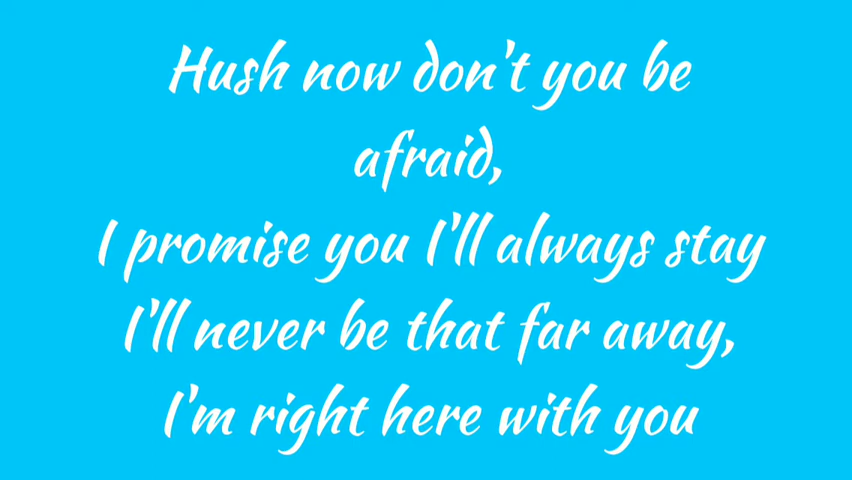 Hush now don't you be
afraid,
I promise you I'll always stay
I'll never be that far away,
I'm right here with you